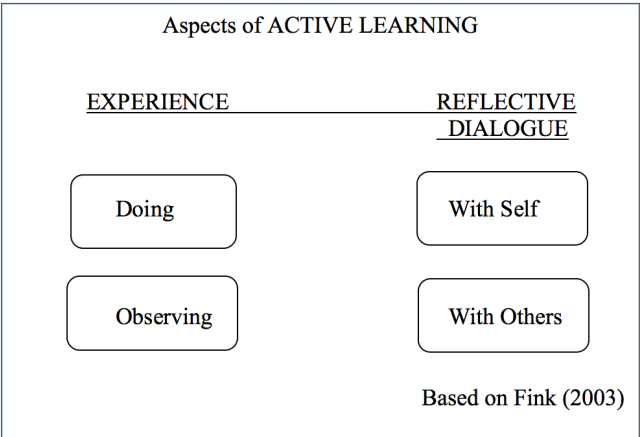 Aspects of ACTIVE LEARNING
EXPERIENCE REFLECTIVE
DIALOGUE
Doing With Self
Observing With Others
Based on Fink (2003)